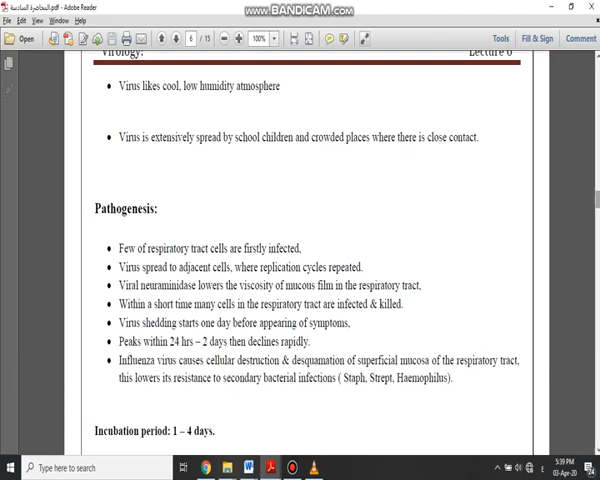 المحاضرة السادسة.pdf - Adobe Reader
WWW.BANDICAM.COM
File Edit View Window Help
Open 6 / 15 100% Tools Fill & Sign Comment
Virology: Lecture 6
• Virus likes cool, low humidity atmosphere
• Virus is extensively spread by school children and crowded places where there is close contact.
Pathogenesis:
• Few of respiratory tract cells are firstly infected,
• Virus spread to adjacent cells, where replication cycles repeated.
• Viral neuraminidase lowers the viscosity of mucous film in the respiratory tract,
• Within a short time many cells in the respiratory tract are infected & killed.
• Virus shedding starts one day before appearing of symptoms,
• Peaks within 24 hrs – 2 days then declines rapidly.
• Influenza virus causes cellular destruction & desquamation of superficial mucosa of the respiratory tract,
this lowers its resistance to secondary bacterial infections ( Staph, Strept, Haemophilus).
Incubation period: 1 – 4 days.
Type here to search
5:39 PM
03-Apr-20